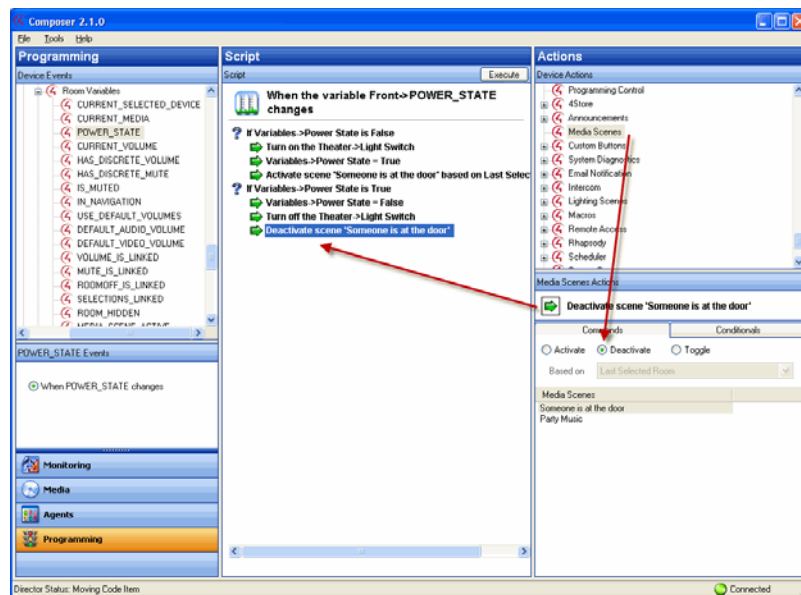 Composer 2.1.0
File Tools Help
Programming
Device Events
Room Variables
CURRENT_SELECTED_DEVICE
CURRENT_MEDIA
POWER_STATE
CURRENT_VOLUME
HAS_DISCRETE_VOLUME
HAS_DISCRETE_MUTE
IS_MUTED
IN_NAVIGATION
USE_DEFAULT_VOLUMES
DEFAULT_AUDIO_VOLUME
DEFAULT_VIDEO_VOLUME
VOLUME_IS_LINKED
MUTE_IS_LINKED
ROOMOFF_IS_LINKED
SELECTIONS_LINKED
ROOM_HIDDEN
MEDIA_SCENE_ACTIVE
POWER_STATE Events
When POWER_STATE changes
Monitoring
Media
Agents
Programming
Script
Script Execute
When the variable Front->POWER_STATE
changes
If Variables->Power State is False
Turn on the Theater->Light Switch
Variables->Power State = True
Activate scene 'Someone is at the door' based on Last Selec
If Variables->Power State is True
Variables->Power State = False
Turn off the Theater->Light Switch
Deactivate scene 'Someone is at the door'
Actions
Device Actions
Programming Control
4Store
Announcements
Media Scenes
Custom Buttons
System Diagnostics
Email Notification
Intercom
Lighting Scenes
Macros
Remote Access
Rhapsody
Scheduler
Media Scenes Actions
Deactivate scene 'Someone is at the door'
Commands Conditionals
Activate Deactivate Toggle
Based on Last Selected Room
Media Scenes
Someone is at the door
Party Music
Director Status: Moving Code Item Connected